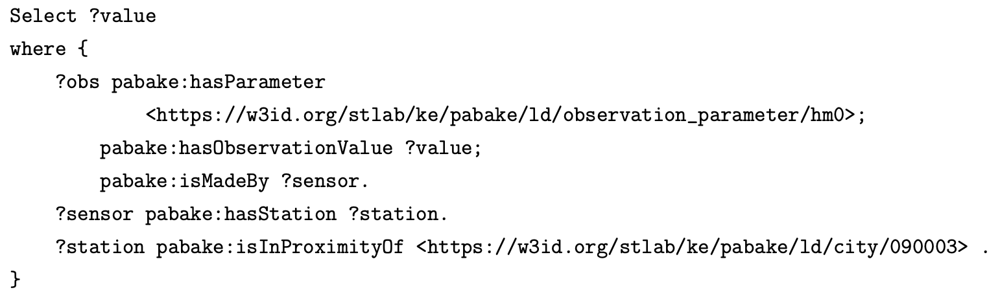 Select ?value
where {
?obs pabake:hasParameter
<https://w3id.org/stlab/ke/pabake/ld/observation_parameter/hm0>;
pabake:hasObservationValue ?value;
pabake:isMadeBy ?sensor.
?sensor pabake:hasStation ?station.
?station pabake:isInProximityOf <https://w3id.org/stlab/ke/pabake/ld/city/090003> .
}